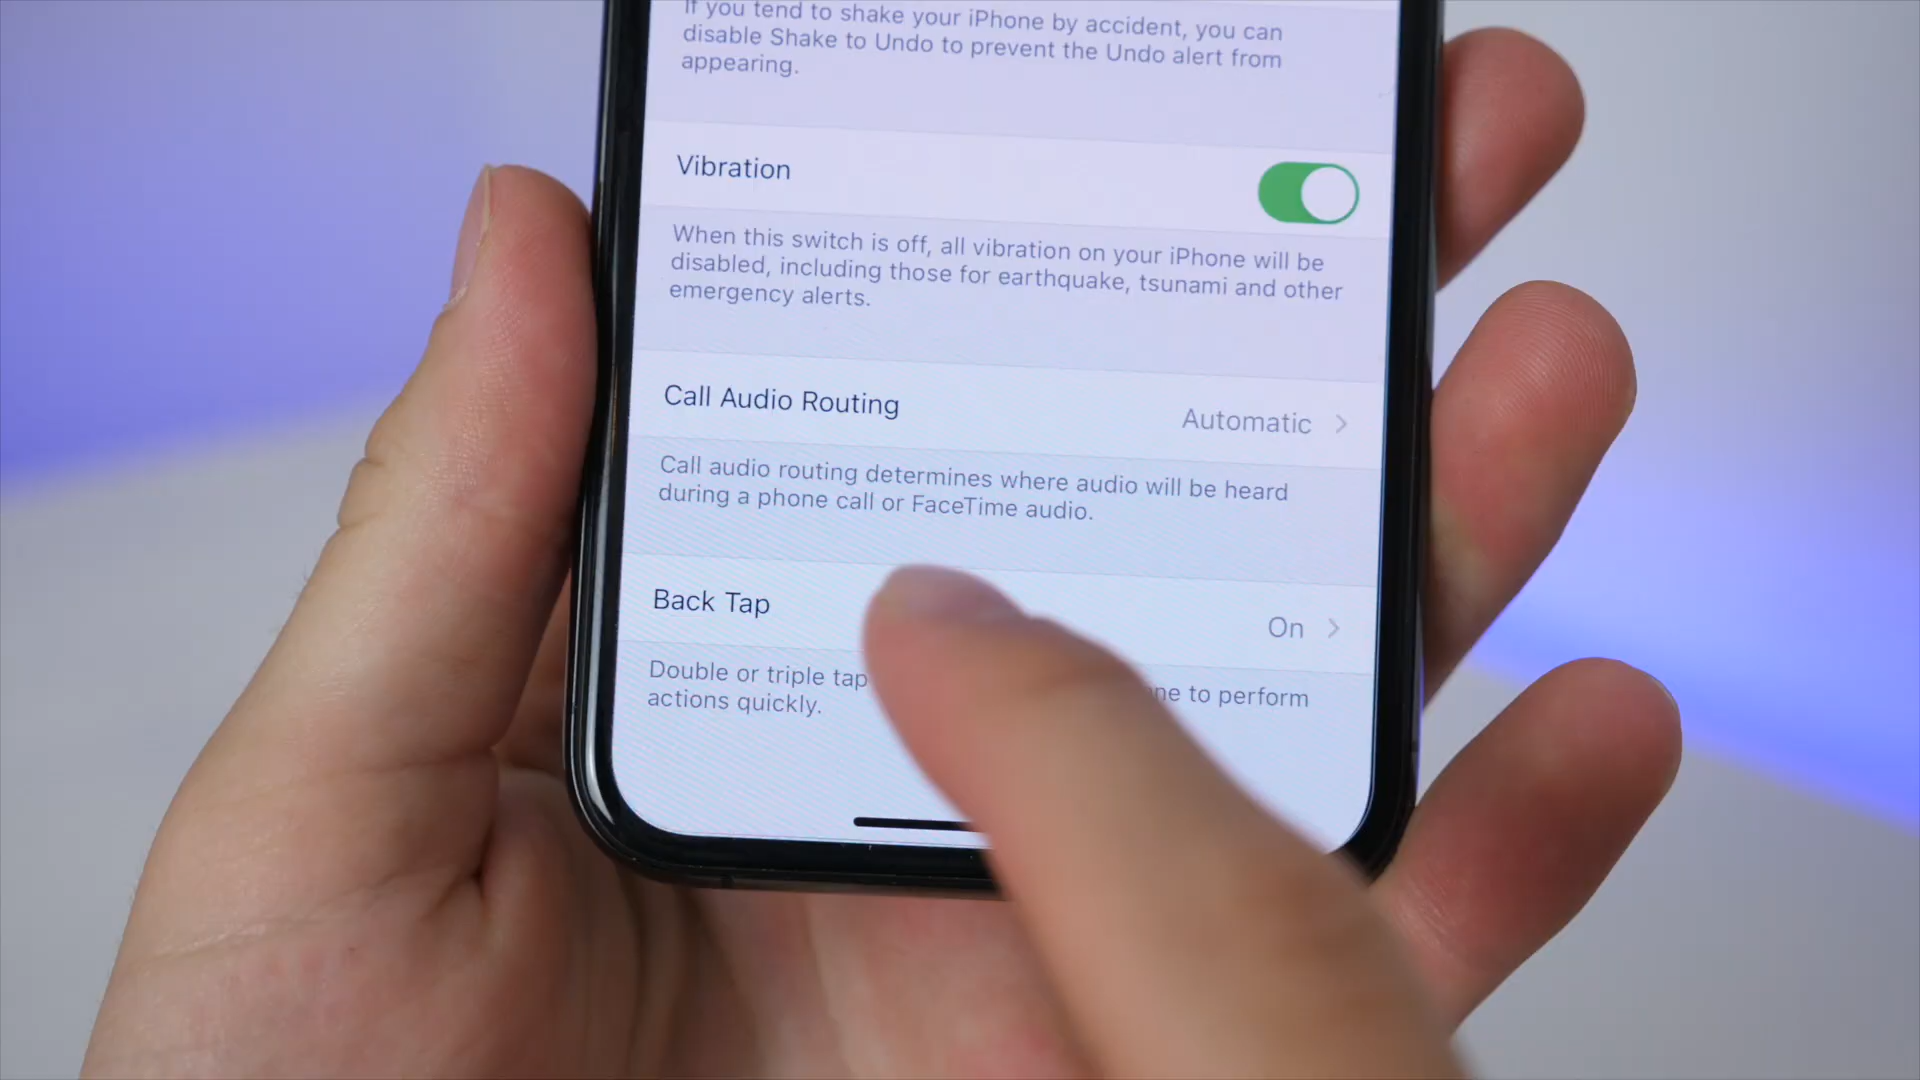 If you tend to shake your iPhone by accident, you can
disable Shake to Undo to prevent the Undo alert from
appearing.
Vibration
When this switch is off, all vibration on your iPhone will be
disabled, including those for earthquake, tsunami and other
emergency alerts.
Call Audio Routing Automatic
Call audio routing determines where audio will be heard
during a phone call or FaceTime audio.
Back Tap On
Double or triple tap to perform
actions quickly.